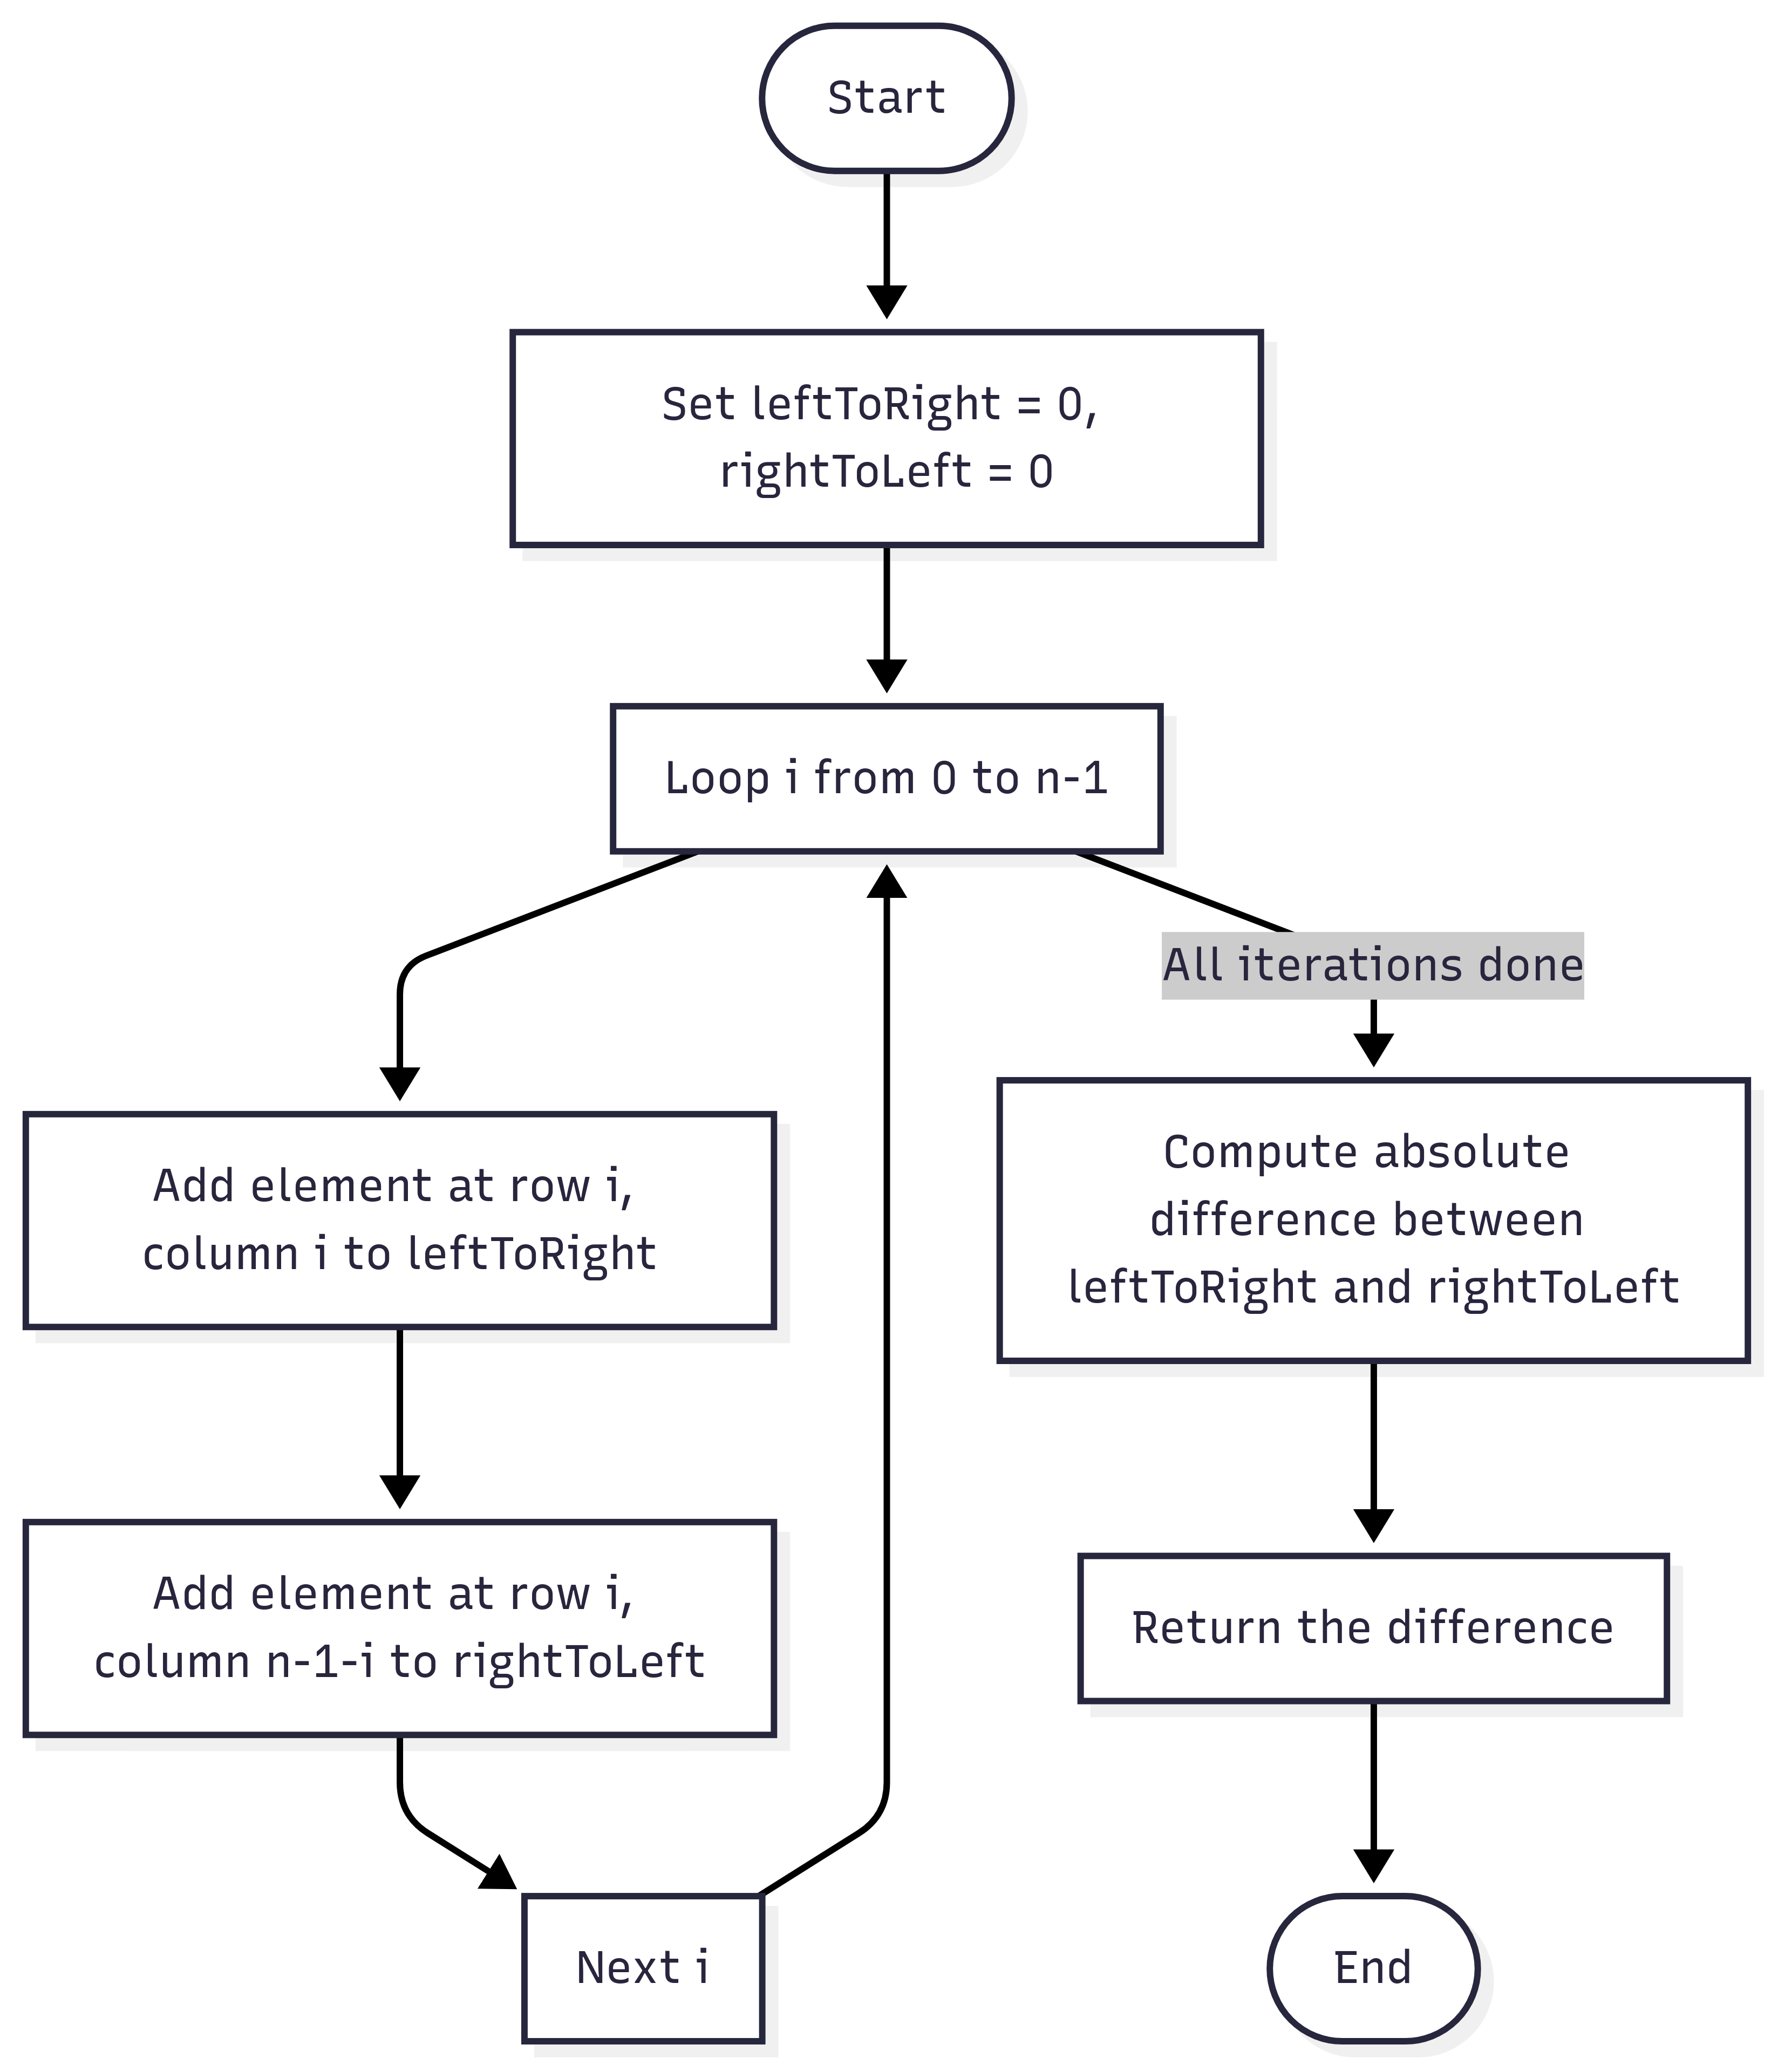 Start
Set leftToRight = 0,
rightToLeft = 0
Loop i from 0 to n-1
All iterations done
Add element at row i,
column i to leftToRight
Compute absolute
difference between
leftToRight and rightToLeft
Add element at row i,
column n-1-i to rightToLeft
Return the difference
Next i
End